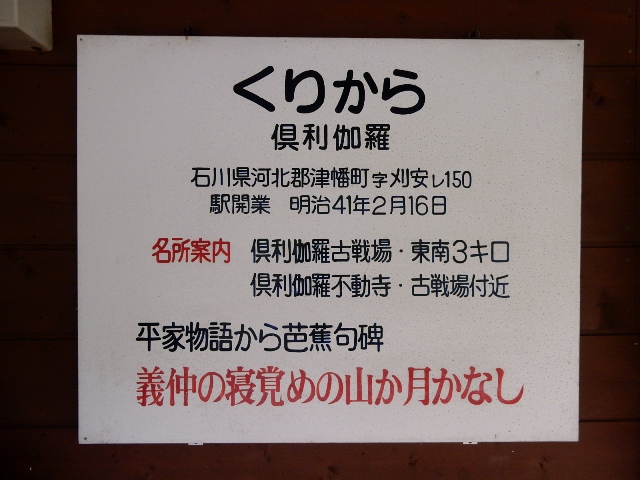 くりから
倶利伽羅
石川県河北郡津幡町字刈安レ150
駅開業 明治41年2月16日
名所案内 倶利伽羅古戦場・東南3キロ
倶利伽羅不動寺・古戦場付近
平家物語から芭蕉句碑
義仲の寝覚めの山か月かなし